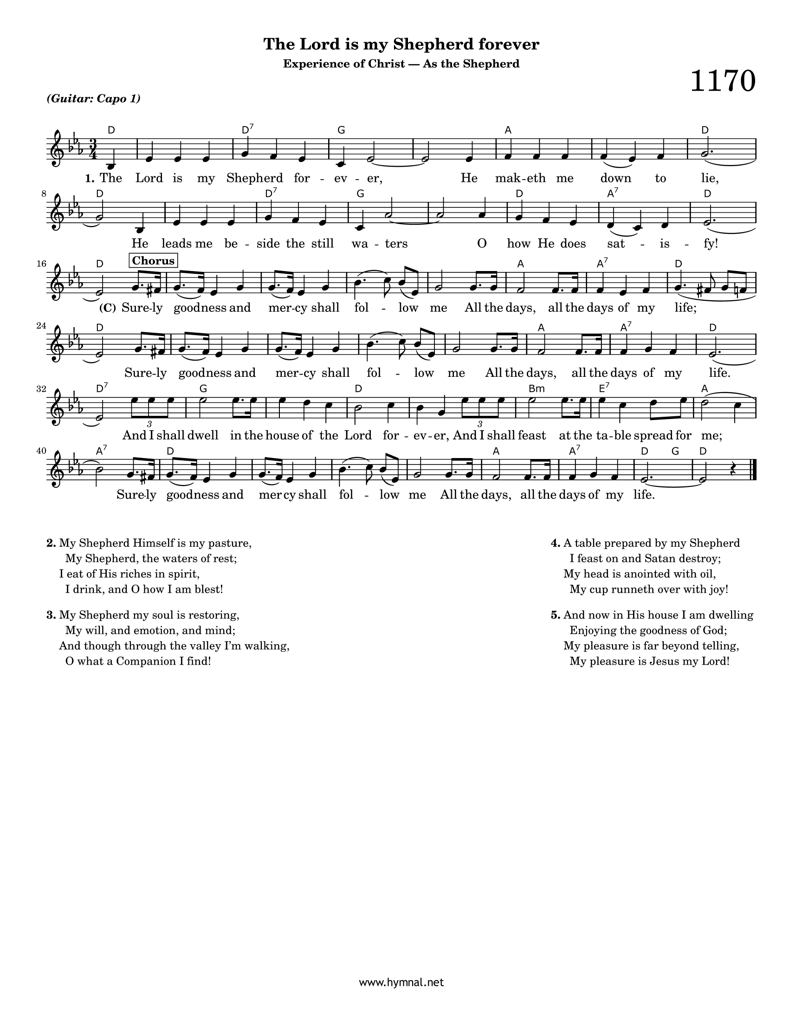 The Lord is my Shepherd forever
Experience of Christ — As the Shepherd
1170
(Guitar: Capo 1)
D D7 G A D
1. The Lord is my Shepherd for - ev - er, He mak-eth me down to lie,
8 D D7 G D A7 D
He leads me be - side the still wa - ters O how He does sat - is - fy!
16 D Chorus A A7 D
(C) Sure-ly goodness and mer-cy shall fol - low me All the days, all the days of my life;
24 D A A7 D
Sure-ly goodness and mer-cy shall fol - low me All the days, all the days of my life.
32 D7 G D Bm E7 A
3 3
And I shall dwell in the house of the Lord for - ev-er, And I shall feast at the ta-ble spread for me;
40 A7 D A A7 D G D
Sure-ly goodness and mer-cy shall fol - low me All the days, all the days of my life.
2. My Shepherd Himself is my pasture,
My Shepherd, the waters of rest;
I eat of His riches in spirit,
I drink, and O how I am blest!
3. My Shepherd my soul is restoring,
My will, and emotion, and mind;
And though through the valley I'm walking,
O what a Companion I find!
4. A table prepared by my Shepherd
I feast on and Satan destroy;
My head is anointed with oil,
My cup runneth over with joy!
5. And now in His house I am dwelling
Enjoying the goodness of God;
My pleasure is far beyond telling,
My pleasure is Jesus my Lord!
www.hymnal.net